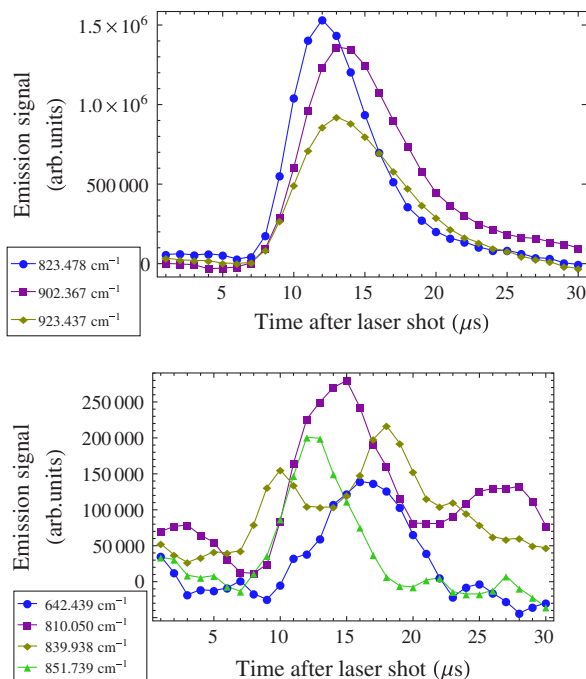 1.5× 10⁶
1.0× 10⁶
500 000
0
Emission signal
(arb.units)
5 10 15 20 25 30
Time after laser shot (μs)
823.478 cm⁻¹
902.367 cm⁻¹
923.437 cm⁻¹
250 000
200 000
150 000
100 000
50 000
0
Emission signal
(arb.units)
5 10 15 20 25 30
Time after laser shot (μs)
642.439 cm⁻¹
810.050 cm⁻¹
839.938 cm⁻¹
851.739 cm⁻¹